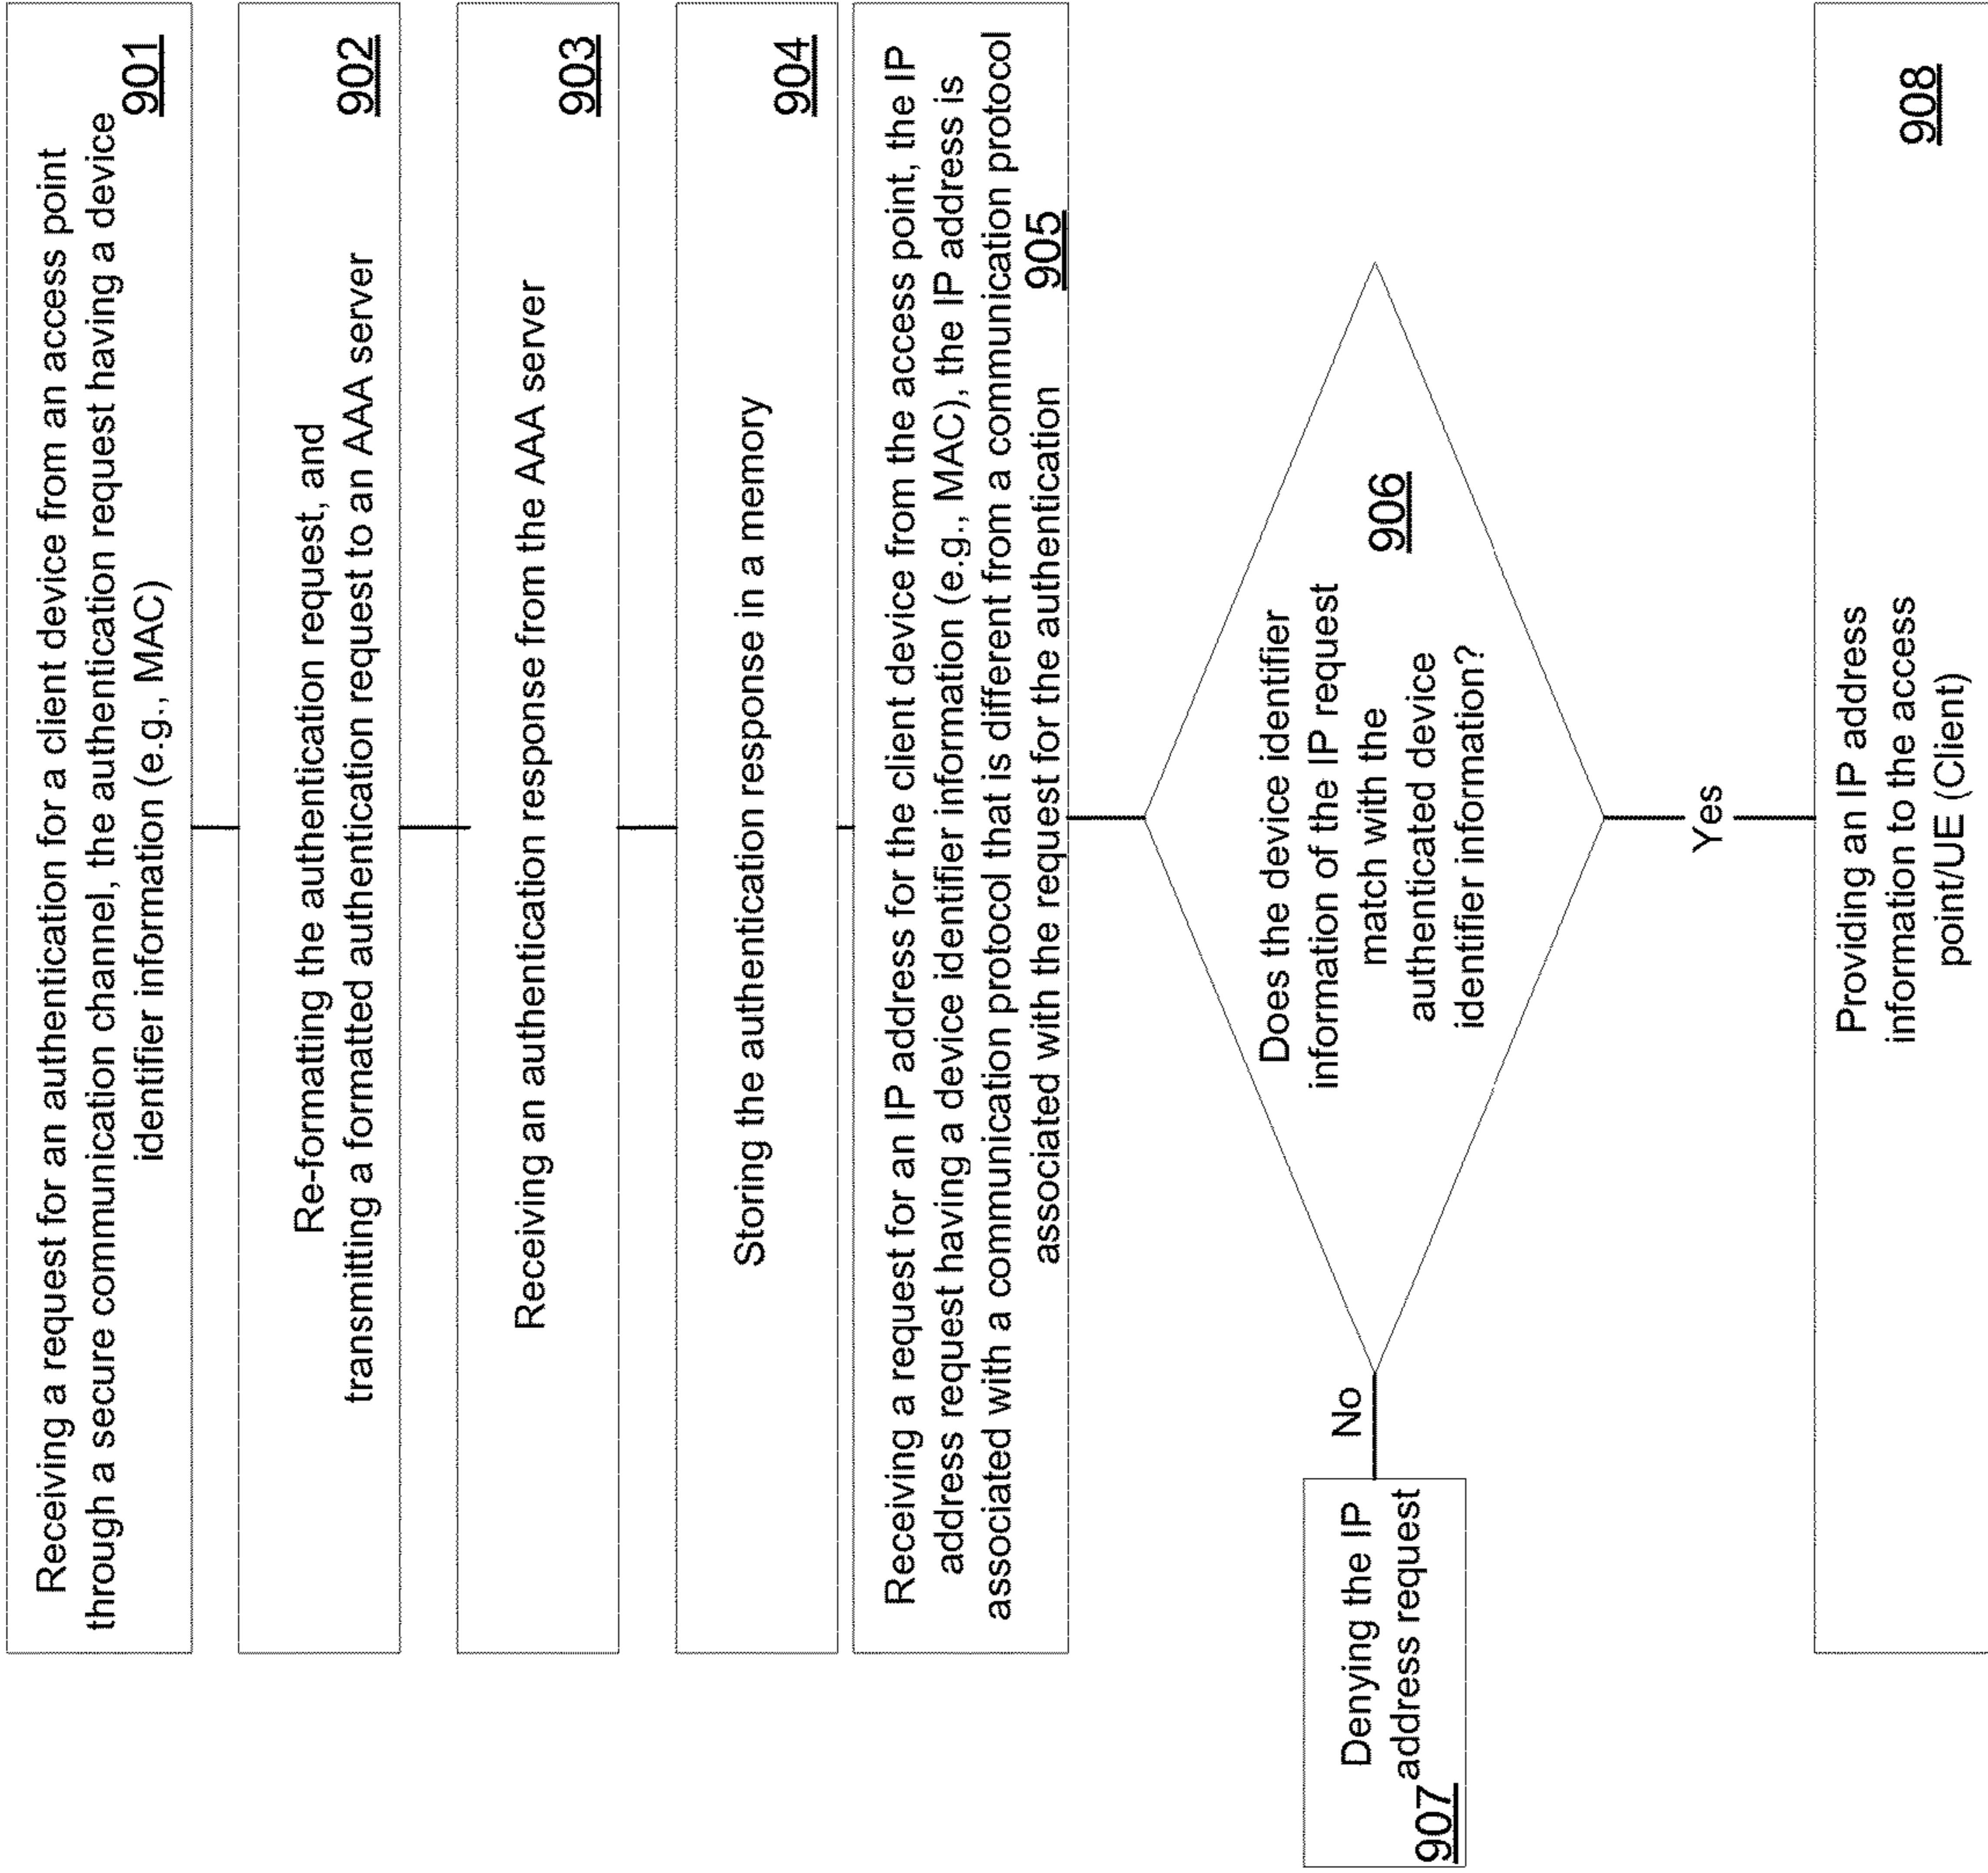 Receiving a request for an authentication for a client device from an access point
through a secure communication channel, the authentication request having a device
identifier information (e.g., MAC)
901
Re-formatting the authentication request, and
transmitting a formatted authentication request to an AAA server
902
Receiving an authentication response from the AAA server
903
Storing the authentication response in a memory
904
Receiving a request for an IP address for the client device from the access point, the IP
address request having a device identifier information (e.g., MAC), the IP address is
associated with a communication protocol that is different from a communication protocol
associated with the request for the authentication
905
Does the device identifier
information of the IP request
match with the
authenticated device
identifier information?
906
No
Denying the IP
address request
907
Yes
Providing an IP address
information to the access
point/UE (Client)
908